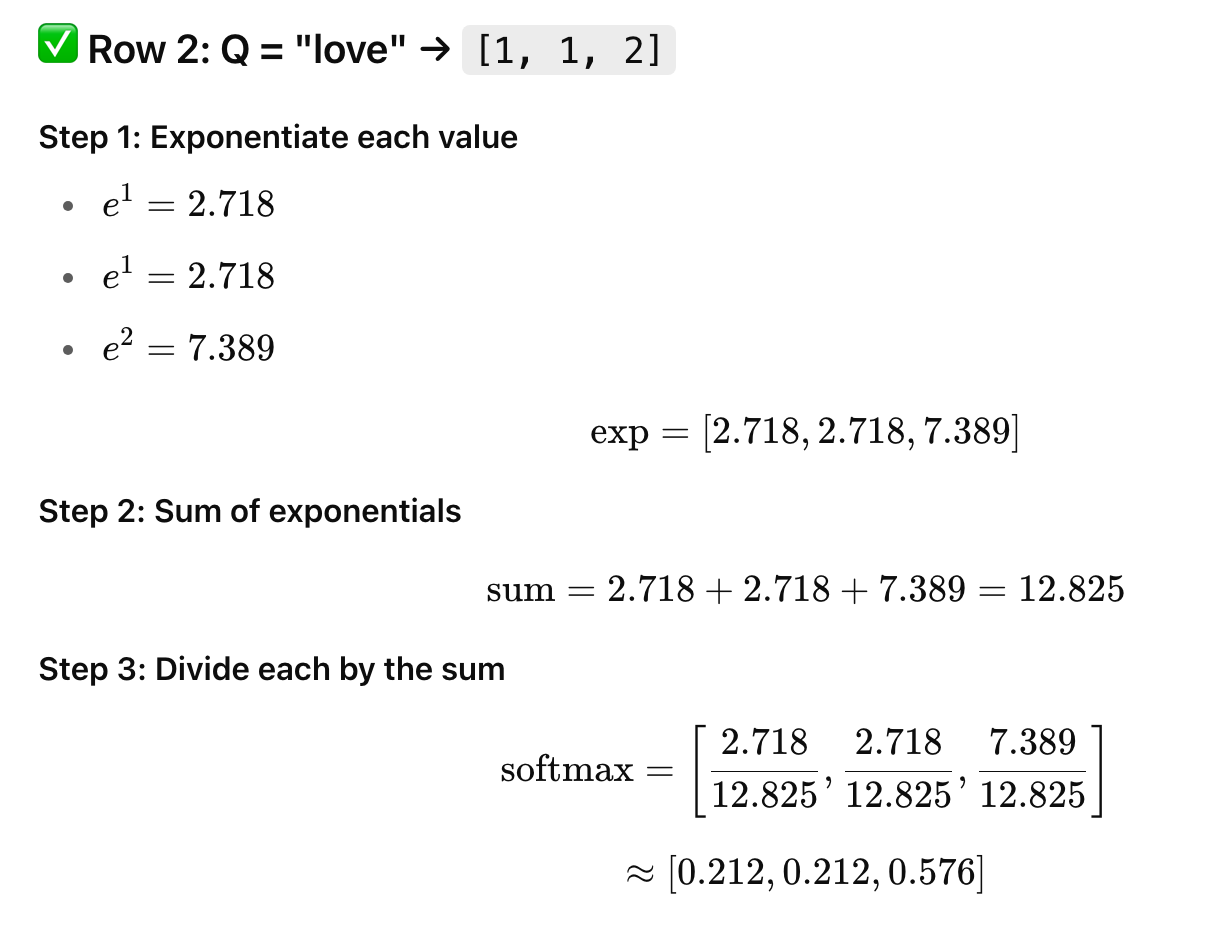 ✅ Row 2: Q = "love" → [1, 1, 2]
Step 1: Exponentiate each value
• e¹ = 2.718
• e¹ = 2.718
• e² = 7.389
exp = [2.718, 2.718, 7.389]
Step 2: Sum of exponentials
sum = 2.718 + 2.718 + 7.389 = 12.825
Step 3: Divide each by the sum
softmax = [2.718/12.825, 2.718/12.825, 7.389/12.825]
≈ [0.212, 0.212, 0.576]